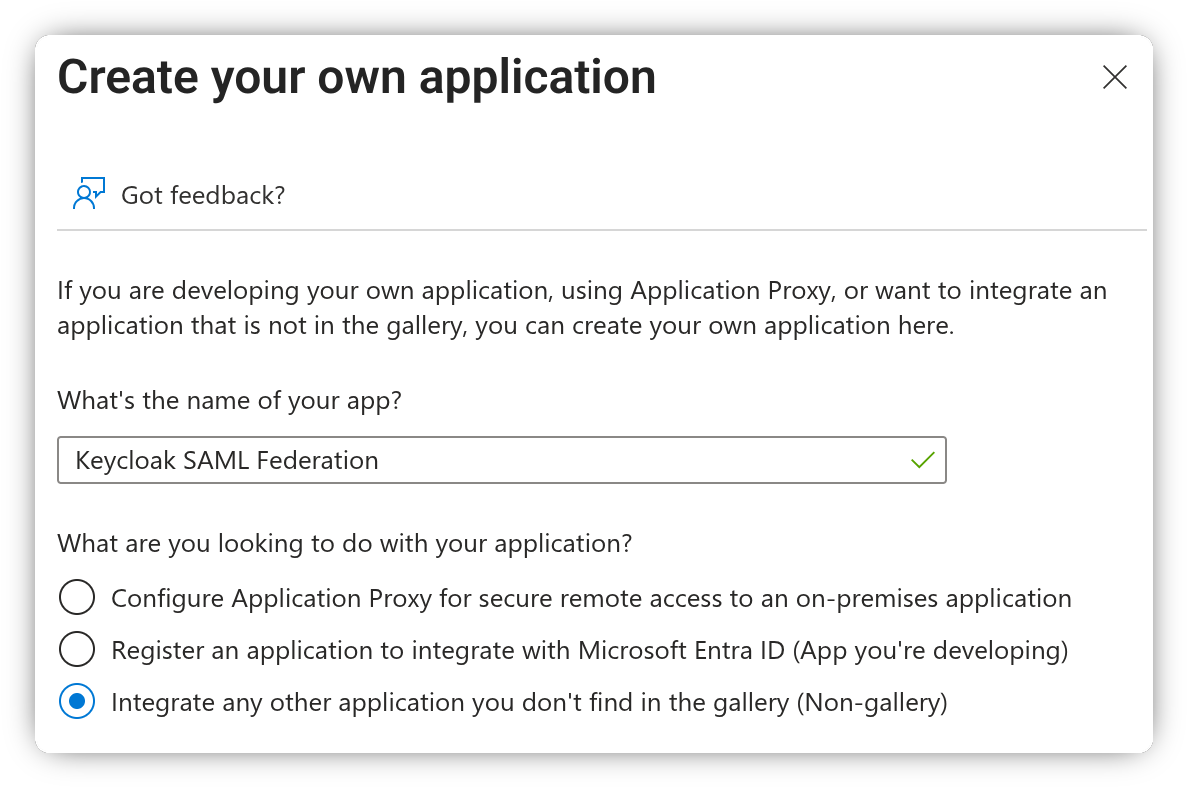 Create your own application
Got feedback?
If you are developing your own application, using Application Proxy, or want to integrate an
application that is not in the gallery, you can create your own application here.
What's the name of your app?
Keycloak SAML Federation
What are you looking to do with your application?
Configure Application Proxy for secure remote access to an on-premises application
Register an application to integrate with Microsoft Entra ID (App you're developing)
Integrate any other application you don't find in the gallery (Non-gallery)